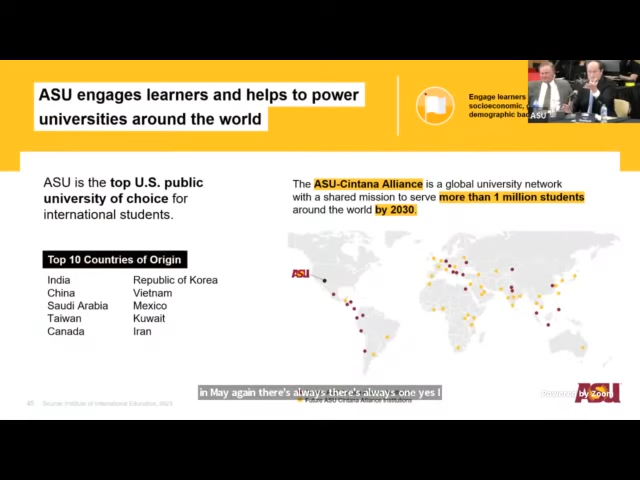 ASU engages learners and helps to power
universities around the world
Engage learners
socioeconomic,
demographic
ASU
ASU is the top U.S. public
university of choice for
international students.
The ASU-Cintana Alliance is a global university network
with a shared mission to serve more than 1 million students
around the world by 2030.
Top 10 Countries of Origin
India
China
Saudi Arabia
Taiwan
Canada
Republic of Korea
Vietnam
Mexico
Kuwait
Iran
ASU
in May again there's always there's always one yes I
Future ASU Cintana Alliance Institutions
45
Source: Institute of International Education, 2023
Powered by Zoom
ASU